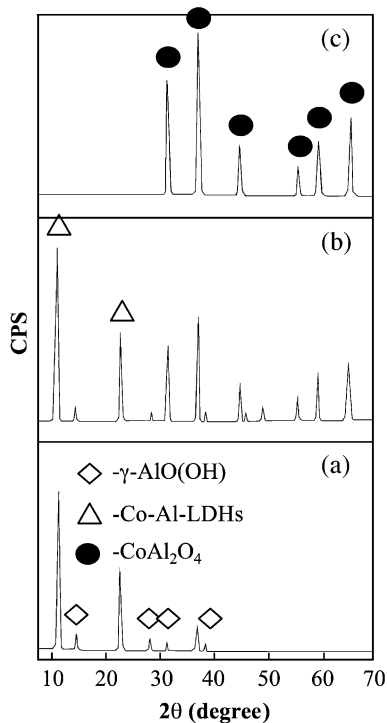 (c)
(b)
CPS
(a)
-γ-AlO(OH)
-Co-Al-LDHs
-CoAl₂O₄
10 20 30 40 50 60 70
2θ (degree)